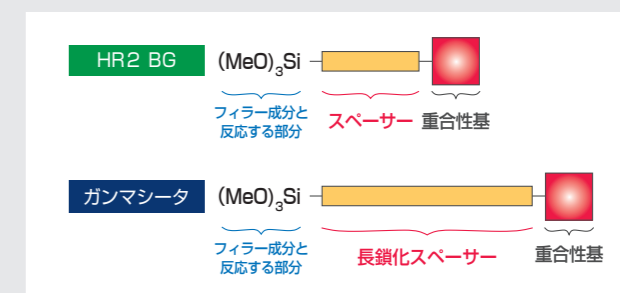 HR2 BG
(MeO)₃Si
フィラー成分と
反応する部分
スペーサー
重合性基
ガンマシータ
(MeO)₃Si
フィラー成分と
反応する部分
長鎖化スペーサー
重合性基